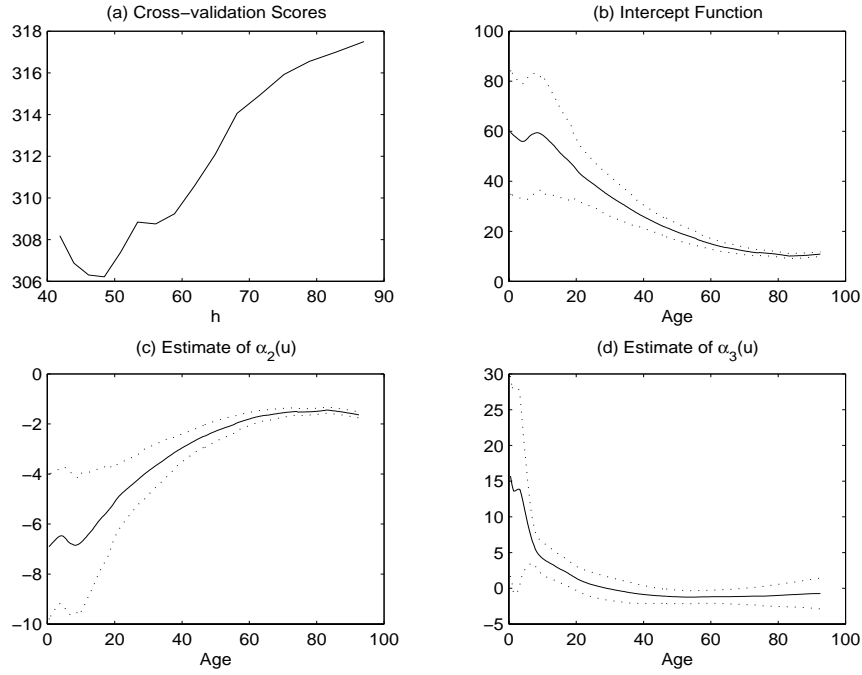 (a) Cross−validation Scores
318
316
314
312
310
308
306
40 50 60 70 80 90
h
(b) Intercept Function
100
80
60
40
20
0
0 20 40 60 80 100
Age
(c) Estimate of α₂(u)
0
−2
−4
−6
−8
−10
0 20 40 60 80 100
Age
(d) Estimate of α₃(u)
30
25
20
15
10
5
0
−5
0 20 40 60 80 100
Age